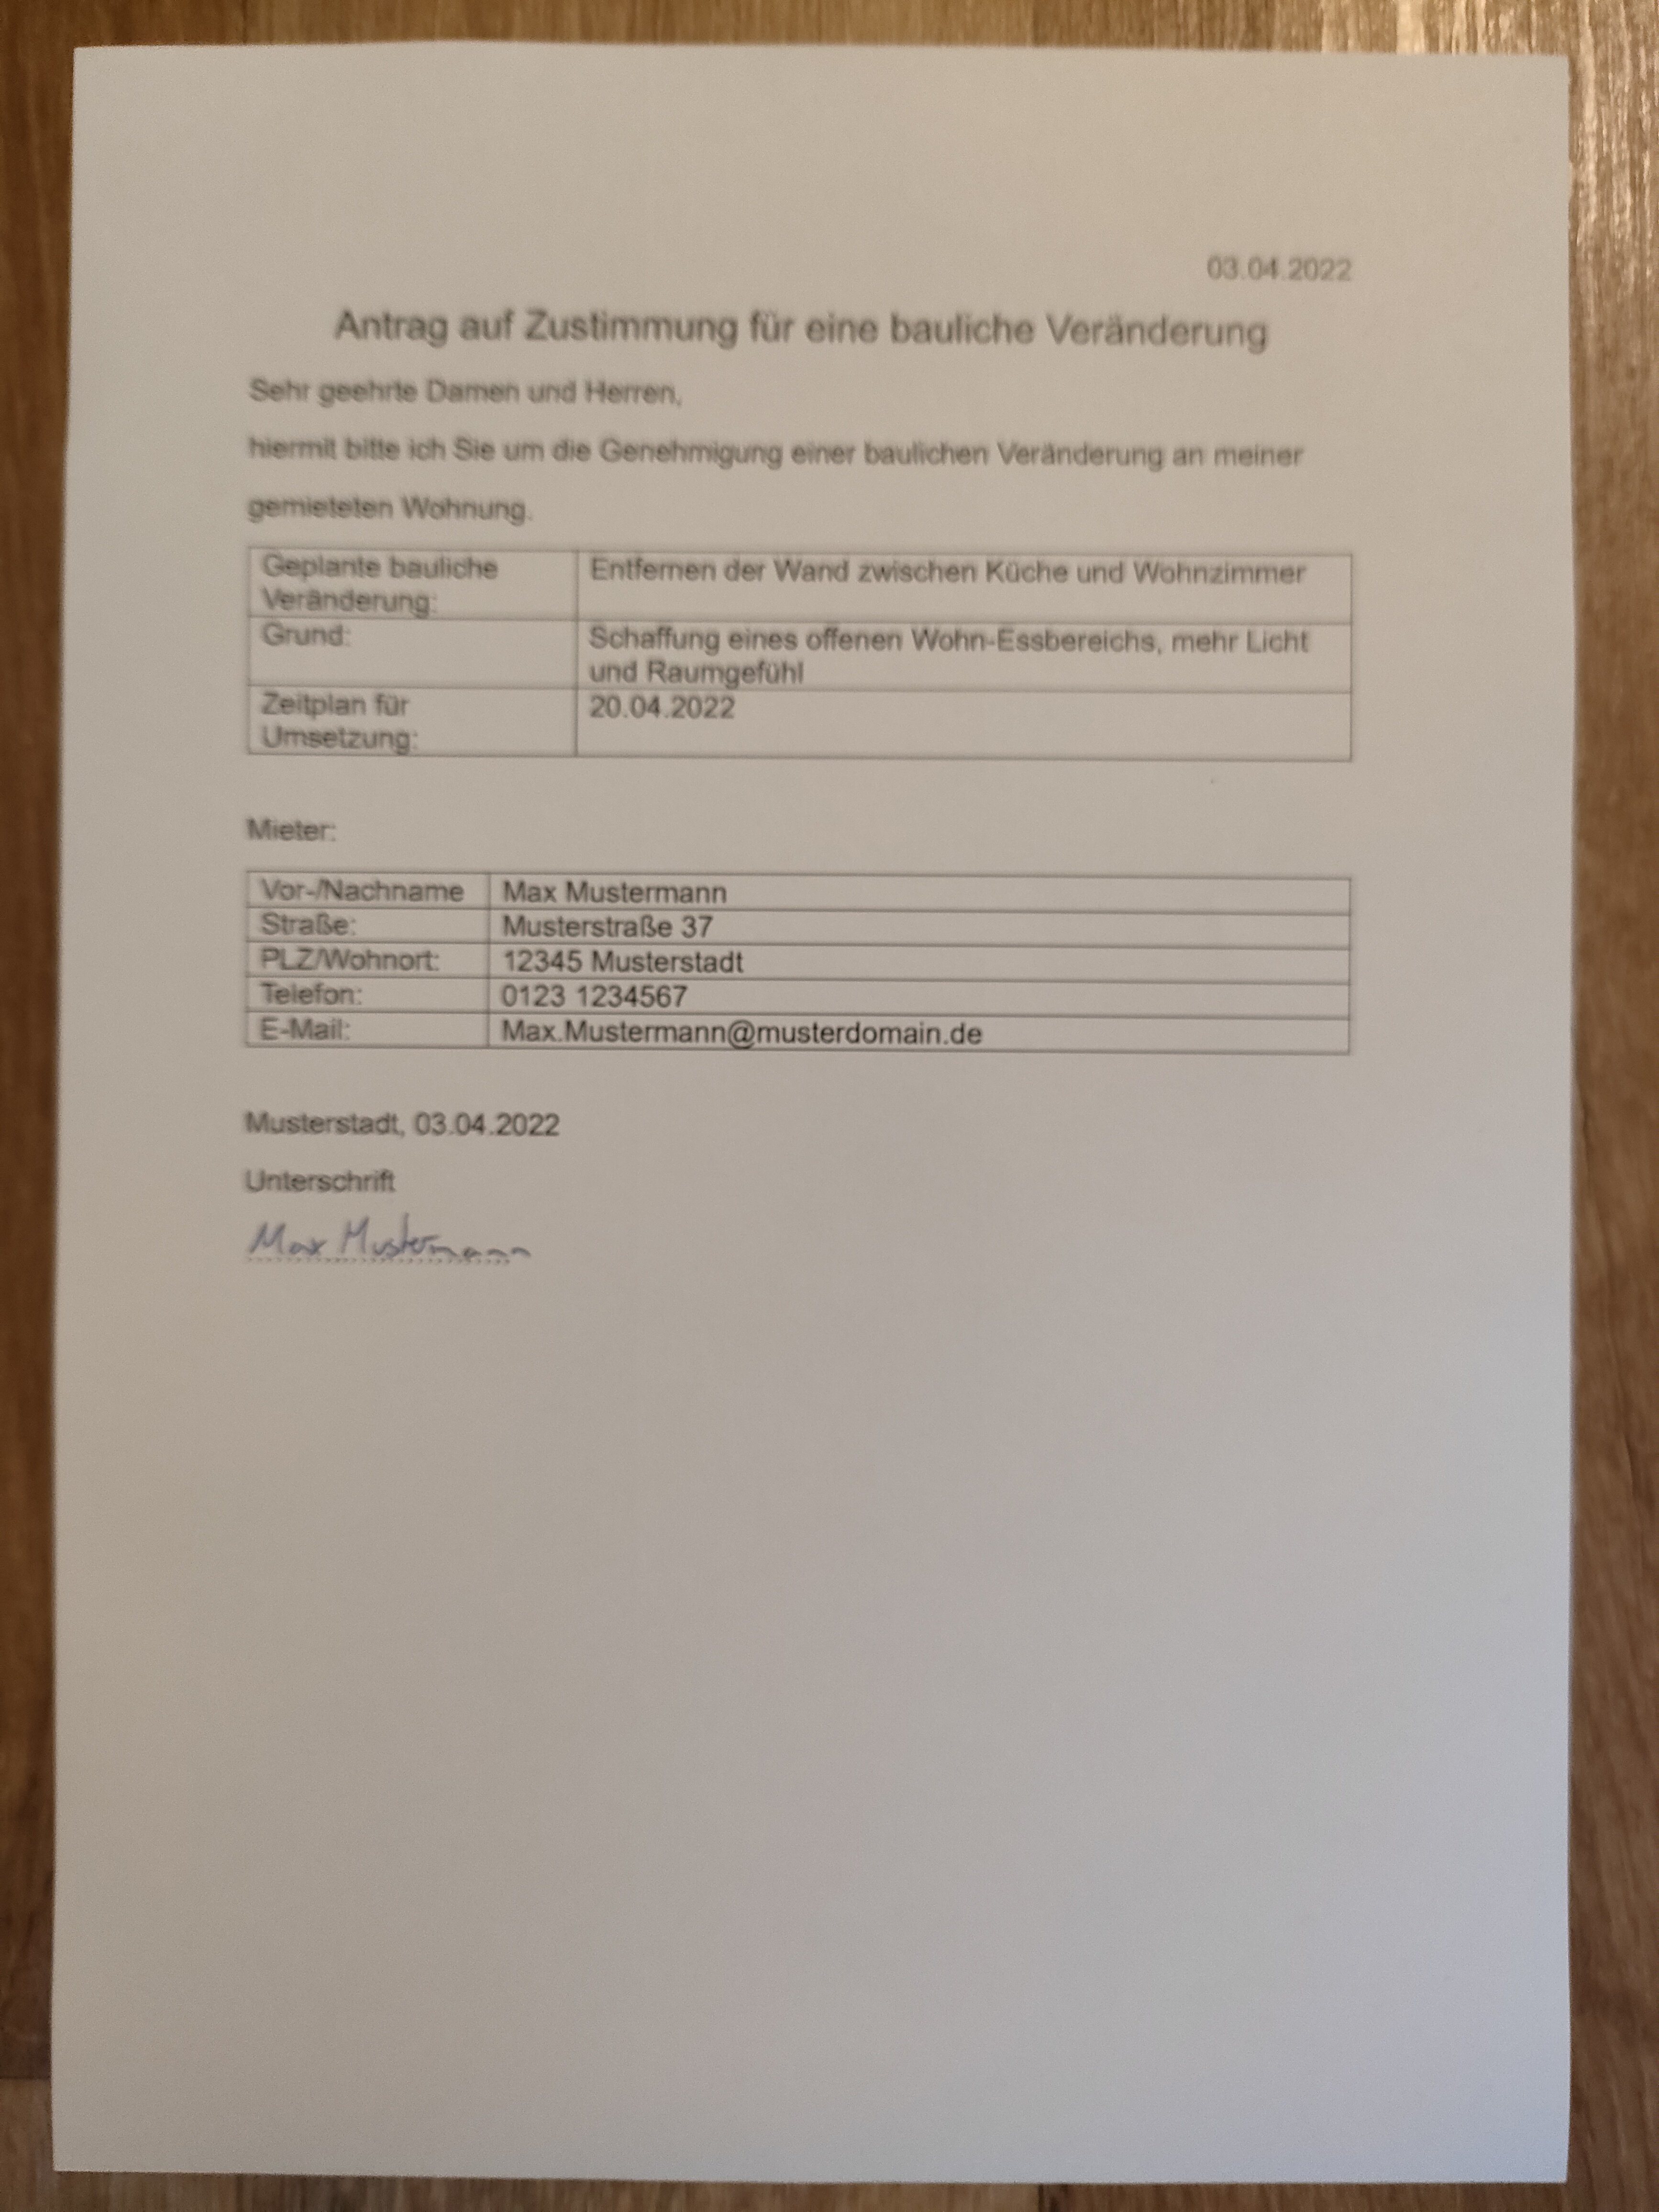 03.04.2022
Antrag auf Zustimmung für eine bauliche Veränderung
Sehr geehrte Damen und Herren,
hiermit bitte ich Sie um die Genehmigung einer baulichen Veränderung an meiner
gemieteten Wohnung.
Geplante bauliche Entfernen der Wand zwischen Küche und Wohnzimmer
Veränderung:
Grund: Schaffung eines offenen Wohn-Essbereichs, mehr Licht
und Raumgefühl
Zeitplan für 20.04.2022
Umsetzung:
Mieter:
Vor-/Nachname Max Mustermann
Straße: Musterstraße 37
PLZ/Wohnort: 12345 Musterstadt
Telefon: 0123 1234567
E-Mail: Max.Mustermann@musterdomain.de
Musterstadt, 03.04.2022
Unterschrift
Max Mustermann